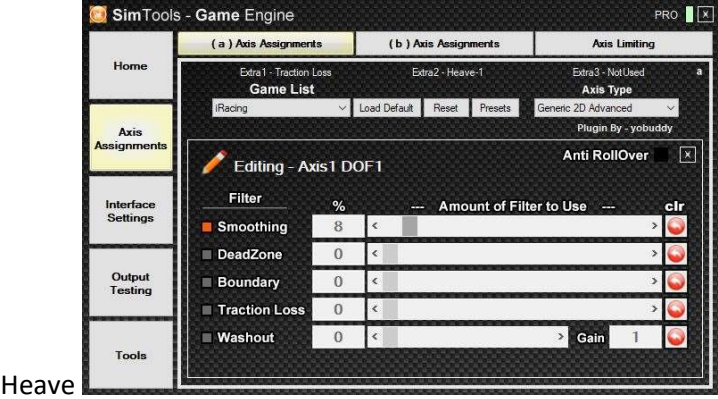 SimTools - Game Engine PRO x
Home
( a ) Axis Assignments ( b ) Axis Assignments Axis Limiting
Extra1 - Traction Loss Extra2 - Heave-1 Extra3 - NotUsed a
Game List Axis Type
iRacing Load Default Reset Presets Generic 2D Advanced
Plugin By - yobuddy
Axis
Assignments
Editing - Axis1 DOF1 Anti RollOver x
Filter % --- Amount of Filter to Use --- clr
Interface
Settings
Smoothing 8 < >
DeadZone 0 < >
Boundary 0 < >
Output
Testing
Traction Loss 0 < >
Washout 0 < > Gain 1
Tools
Heave